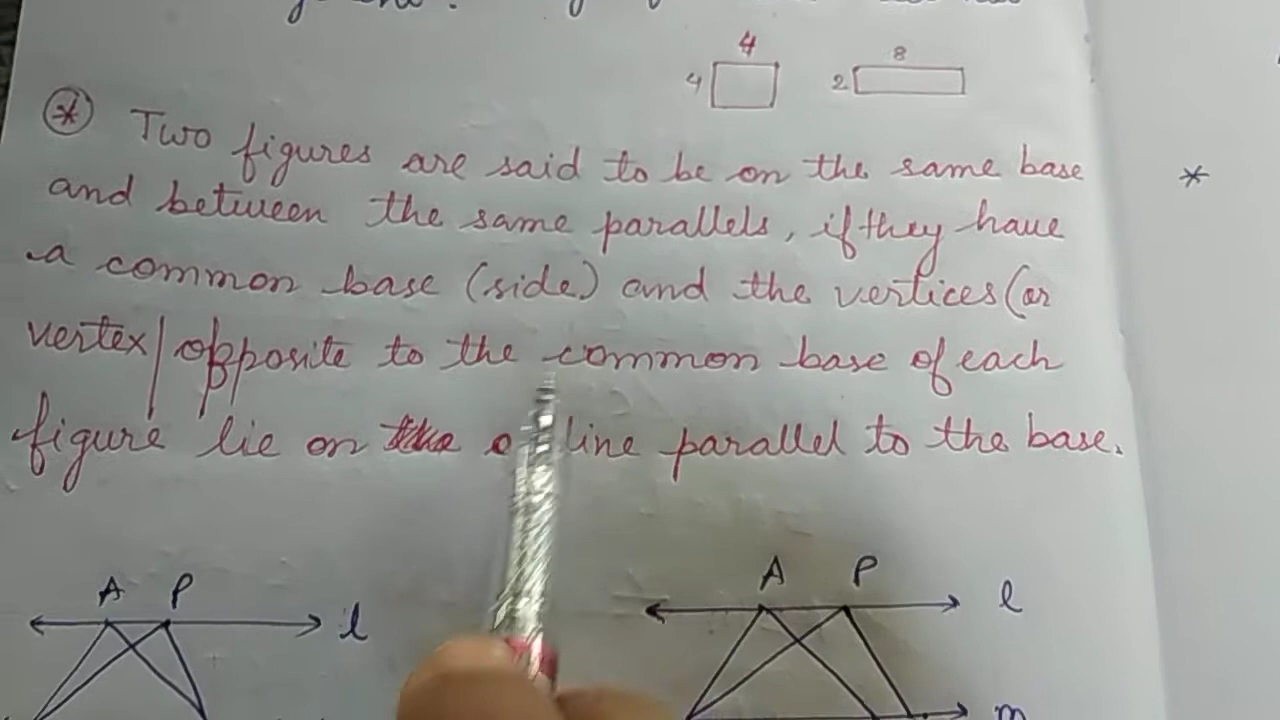 4 8
4 2
* Two figures are said to be on the same base
and between the same parallels, if they have
a common base (side) and the vertices (or
vertex) opposite to the common base of each
figure lie on line parallel to the base.
*
A P l
A P l
m